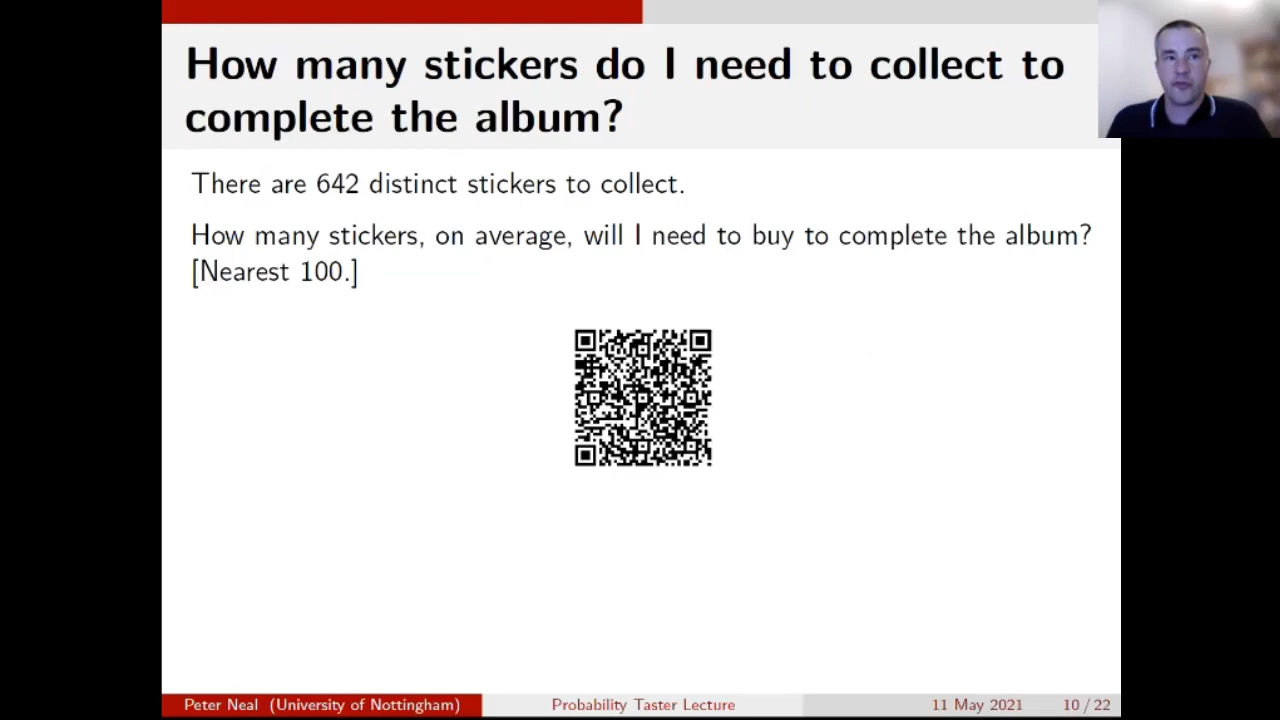 How many stickers do I need to collect to
complete the album?
There are 642 distinct stickers to collect.
How many stickers, on average, will I need to buy to complete the album?
[Nearest 100.]
Peter Neal (University of Nottingham)
Probability Taster Lecture
11 May 2021
10 / 22